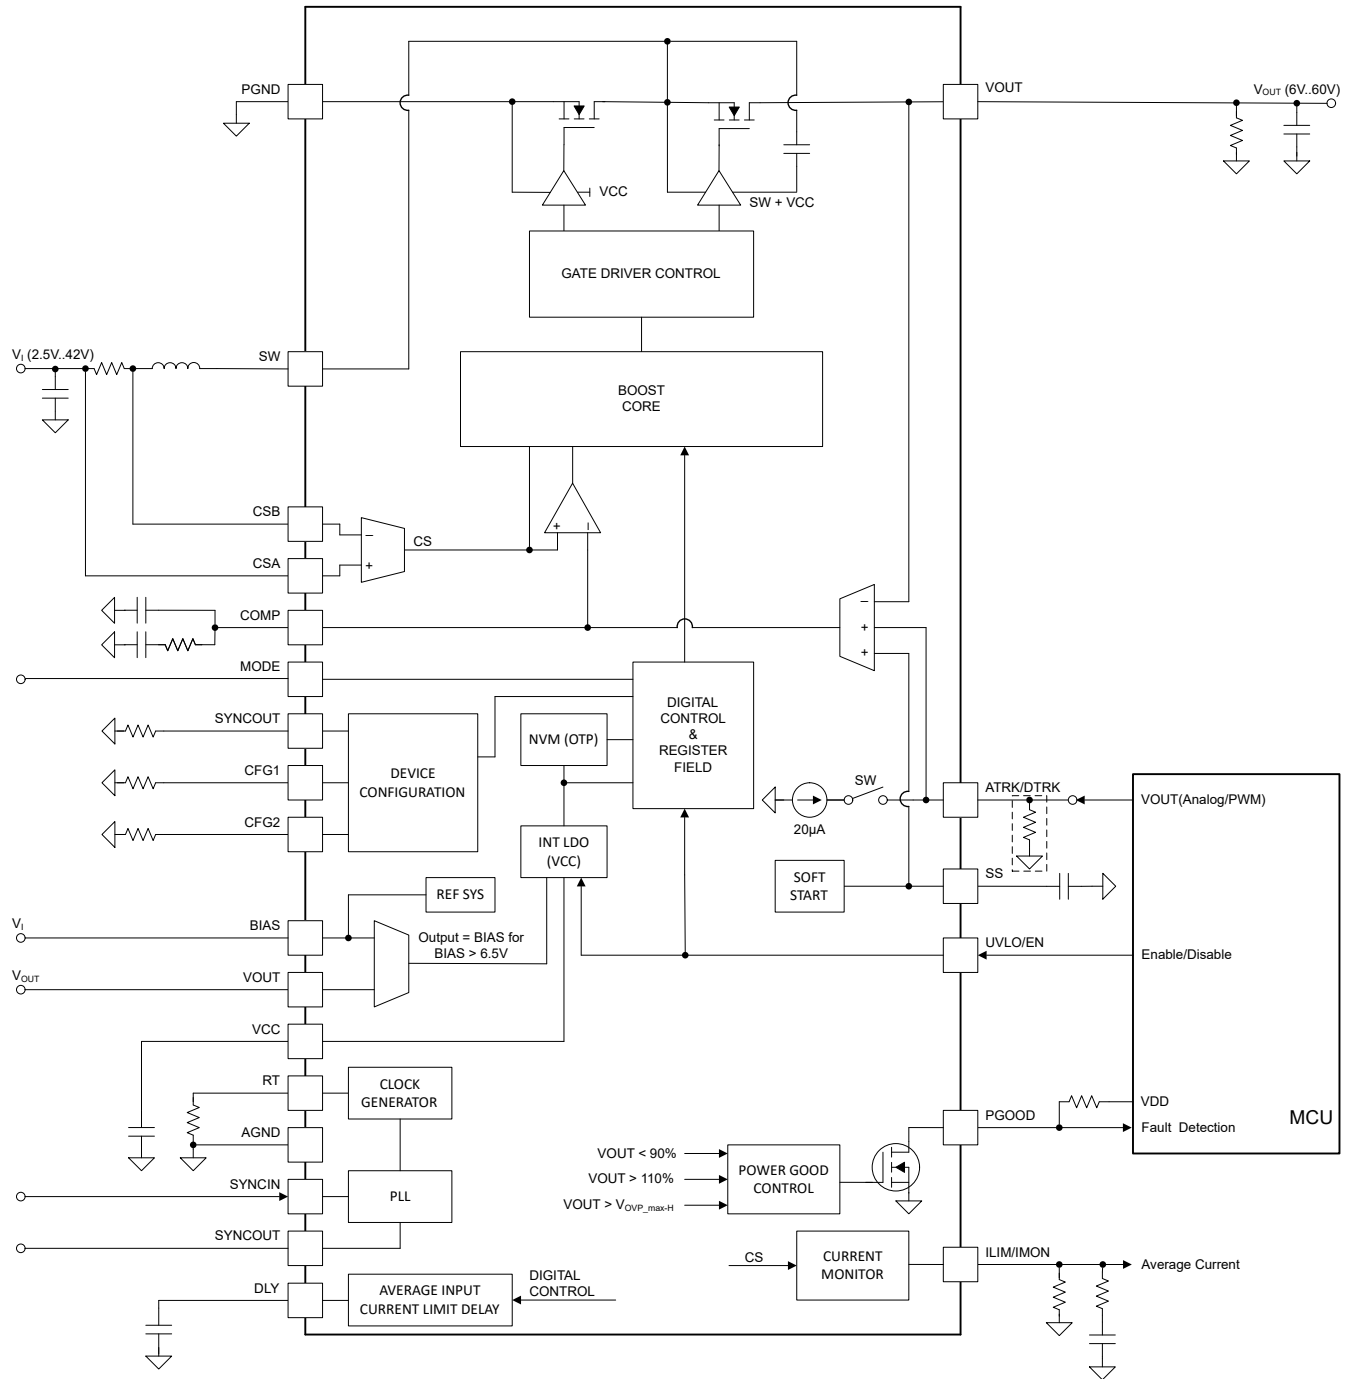 PGND
VOUT
VOUT (6V..60V)
VCC
SW + VCC
GATE DRIVER CONTROL
VI (2.5V..42V)
SW
BOOST
CORE
CSB
−
CS
+
−
CSA
+
COMP
−
+
+
MODE
DIGITAL
CONTROL
&
REGISTER
FIELD
SYNCOUT
NVM (OTP)
CFG1
DEVICE
CONFIGURATION
CFG2
SW
20µA
ATRK/DTRK
VOUT(Analog/PWM)
INT LDO
(VCC)
SOFT
START
SS
REF SYS
VI
BIAS
Output = BIAS for
BIAS > 6.5V
UVLO/EN
Enable/Disable
VOUT
VOUT
VCC
RT
CLOCK
GENERATOR
AGND
PGOOD
VDD
MCU
Fault Detection
VOUT < 90%
VOUT > 110%
VOUT > VOVP_max-H
POWER GOOD
CONTROL
SYNCIN
PLL
SYNCOUT
CS
CURRENT
MONITOR
ILIM/IMON
Average Current
DLY
AVERAGE INPUT
CURRENT LIMIT DELAY
DIGITAL
CONTROL